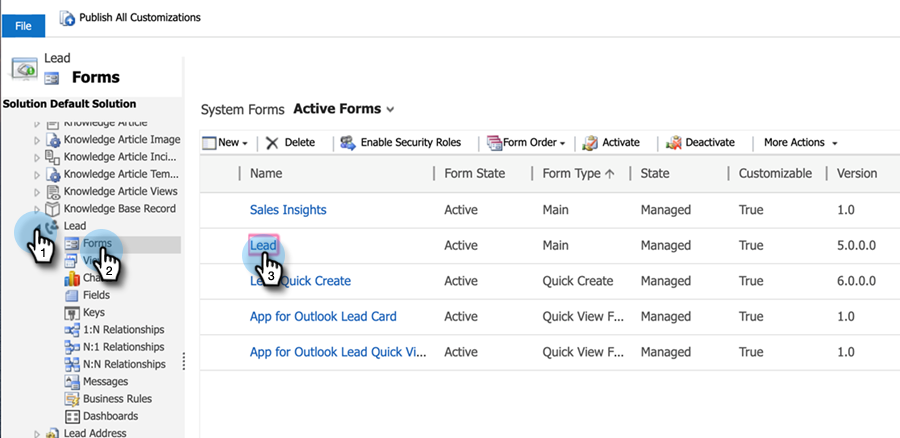 File
Publish All Customizations
Lead
Forms
Solution Default Solution
Knowledge Article
Knowledge Article Image
Knowledge Article Inci...
Knowledge Article Tem...
Knowledge Article Views
Knowledge Base Record
Lead
1
Forms
2
Fields
Keys
1:N Relationships
N:1 Relationships
N:N Relationships
Messages
Business Rules
Dashboards
Lead Address
System Forms Active Forms
New Delete Enable Security Roles Form Order Activate Deactivate More Actions
Name Form State Form Type State Customizable Version
Sales Insights Active Main Managed True 1.0
Lead Active Main Managed True 5.0.0.0
3
Quick Create Active Quick Create Managed True 6.0.0.0
App for Outlook Lead Card Active Quick View F... Managed True 1.0
App for Outlook Lead Quick Vi... Active Quick View F... Managed True 1.0